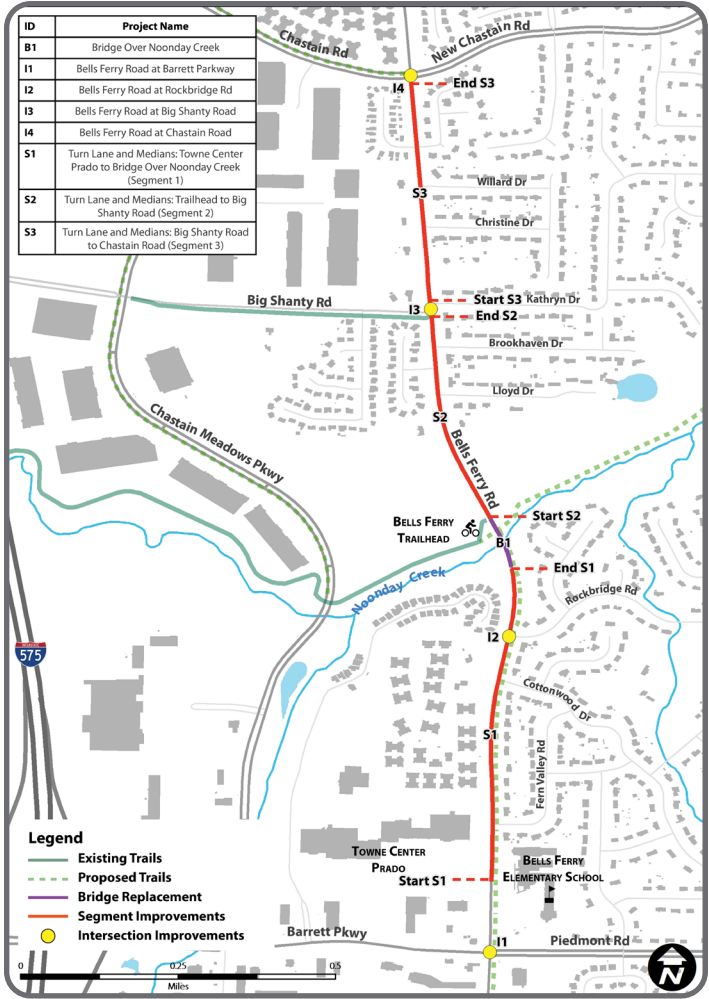 ID Project Name
B1 Bridge Over Noonday Creek
I1 Bells Ferry Road at Barrett Parkway
I2 Bells Ferry Road at Rockbridge Rd
I3 Bells Ferry Road at Big Shanty Road
I4 Bells Ferry Road at Chastain Road
S1 Turn Lane and Medians: Towne Center
Prado to Bridge Over Noonday Creek
(Segment 1)
S2 Turn Lane and Medians: Trailhead to Big
Shanty Road (Segment 2)
S3 Turn Lane and Medians: Big Shanty Road
to Chastain Road (Segment 3)
Chastain Rd
New Chastain Rd
I4
End S3
Willard Dr
S3
Christine Dr
Big Shanty Rd
Start S3
Kathryn Dr
I3
End S2
Brookhaven Dr
Lloyd Dr
S2
Chastain Meadows Pkwy
Bells Ferry Rd
Bells Ferry
Trailhead
Start S2
B1
End S1
Noonday Creek
Rockbridge Rd
I2
INTERSTATE
575
Cottonwood Dr
S1
Fern Valley Rd
Towne Center
Prado
Bells Ferry
Elementary School
Start S1
Legend
Existing Trails
Proposed Trails
Bridge Replacement
Segment Improvements
Intersection Improvements
Barrett Pkwy
I1
Piedmont Rd
0 0.25 0.5
Miles
N